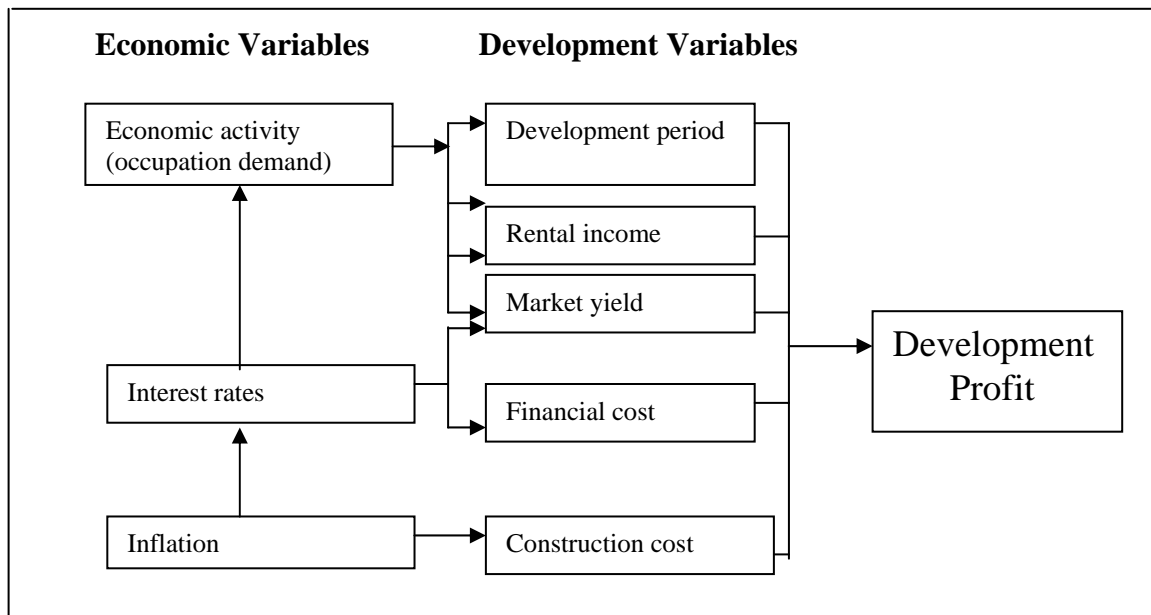 Economic Variables
Development Variables
Economic activity
(occupation demand)
Development period
Rental income
Market yield
Development
Profit
Interest rates
Financial cost
Inflation
Construction cost